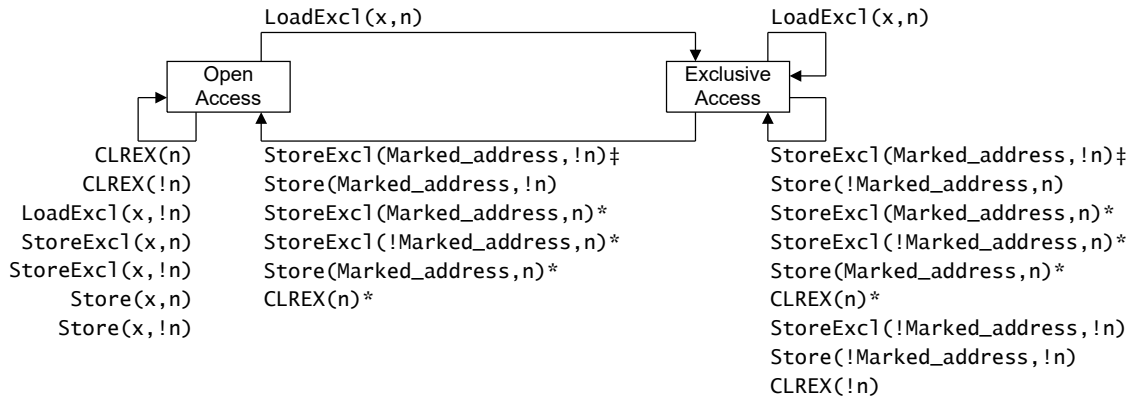 LoadExcl(x,n)
LoadExcl(x,n)
Open
Access
Exclusive
Access
CLREX(n)
CLREX(!n)
LoadExcl(x,!n)
StoreExcl(x,n)
StoreExcl(x,!n)
Store(x,n)
Store(x,!n)
StoreExcl(Marked_address,!n)‡
Store(Marked_address,!n)
StoreExcl(Marked_address,n)*
StoreExcl(!Marked_address,n)*
Store(Marked_address,n)*
CLREX(n)*
StoreExcl(Marked_address,!n)‡
Store(!Marked_address,n)
StoreExcl(Marked_address,n)*
StoreExcl(!Marked_address,n)*
Store(Marked_address,n)*
CLREX(n)*
StoreExcl(!Marked_address,!n)
Store(!Marked_address,!n)
CLREX(!n)